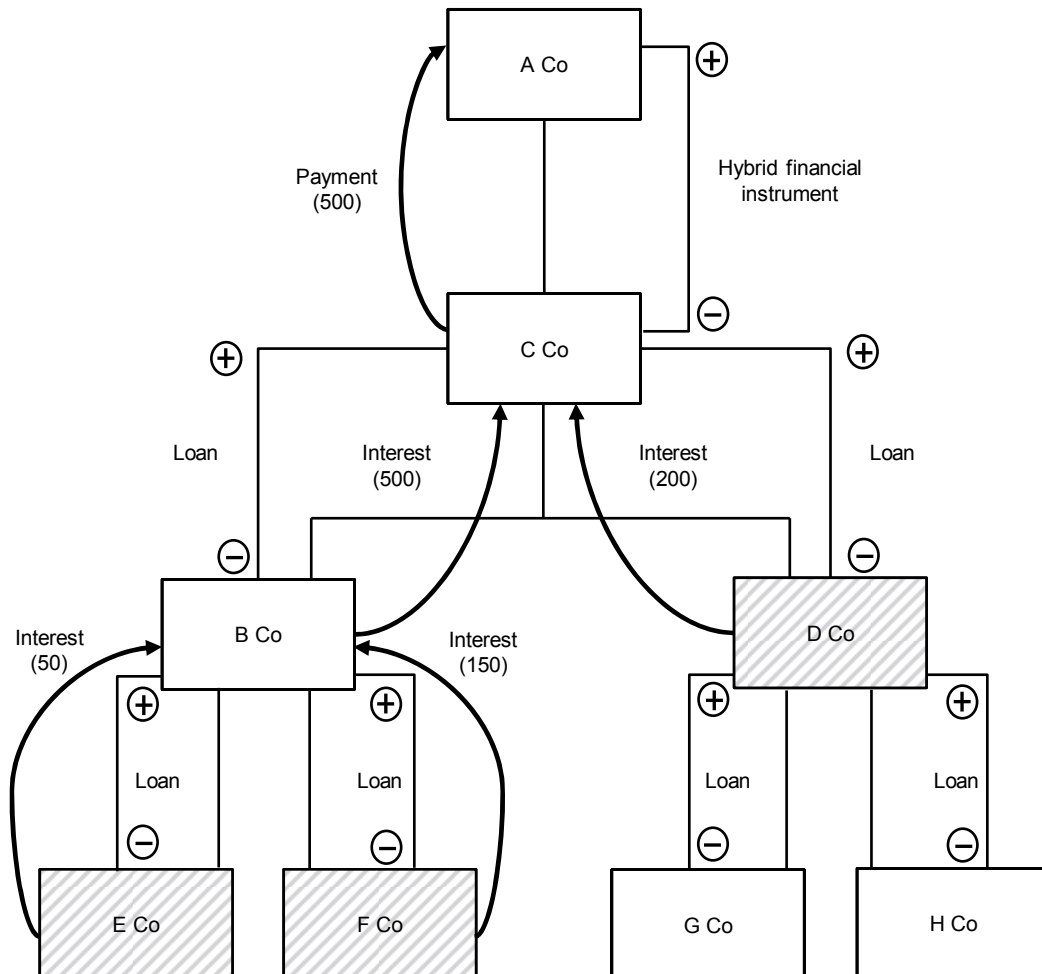 A Co
+
Payment
(500)
Hybrid financial
instrument
−
+
C Co
+
Loan
Interest
(500)
Interest
(200)
Loan
−
−
Interest
(50)
B Co
Interest
(150)
D Co
+
+
+
+
Loan
Loan
Loan
Loan
−
−
−
−
E Co
F Co
G Co
H Co